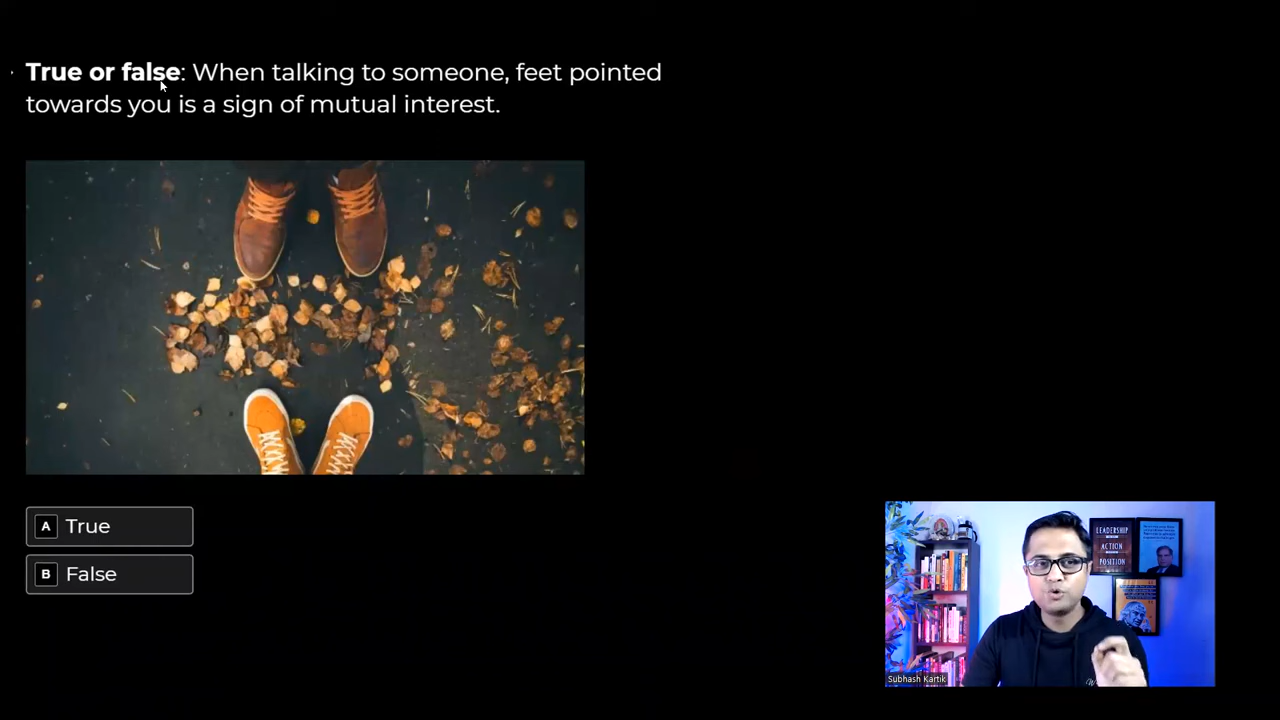 True or false: When talking to someone, feet pointed
towards you is a sign of mutual interest.
A True
B False
LEADERSHIP
ACTION
POSITION
Subhash Kartik